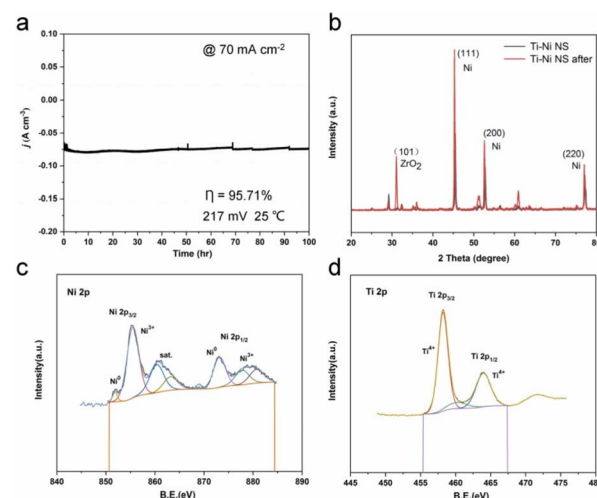 a
@ 70 mA cm-2
j (A cm-3)
0.10
0.05
0.00
-0.05
-0.10
-0.15
-0.20
η = 95.71%
217 mV 25 ℃
0 10 20 30 40 50 60 70 80 90 100
Time (hr)
b
Ti-Ni NS
Ti-Ni NS after
(111)
Ni
(200)
Ni
(101)
ZrO2
(220)
Ni
Intensity (a.u.)
20 30 40 50 60 70 80
2 Theta (degree)
c
Ni 2p
Ni 2p3/2
Ni3+
Ni0
sat.
Ni 2p1/2
Ni0
Ni3+
Intensity(a.u.)
840 850 860 870 880 890
B.E.(eV)
d
Ti 2p
Ti 2p3/2
Ti4+
Ti 2p1/2
Ti4+
Intensity(a.u.)
445 450 455 460 465 470 475 480
B.E.(eV)